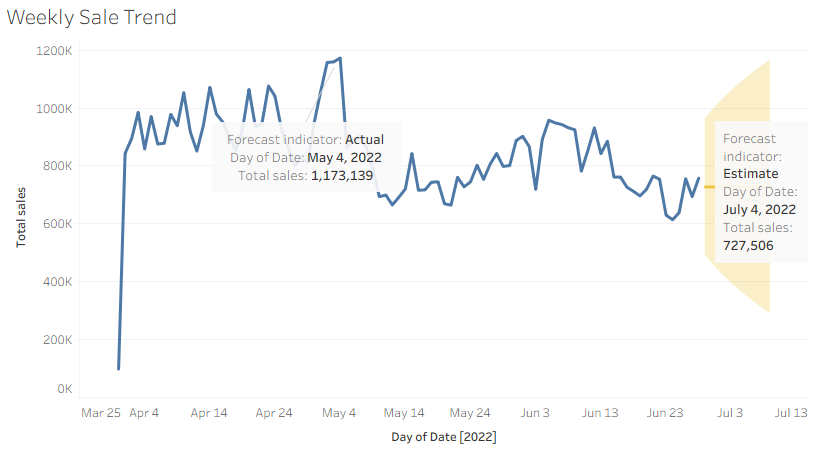 Weekly Sale Trend
1200K
1000K
800K
600K
400K
200K
0K
Total sales
Forecast indicator: Actual
Day of Date: May 4, 2022
Total sales: 1,173,139
Forecast
indicator:
Estimate
Day of Date:
July 4, 2022
Total sales:
727,506
Mar 25 Apr 4 Apr 14 Apr 24 May 4 May 14 May 24 Jun 3 Jun 13 Jun 23 Jul 3 Jul 13
Day of Date [2022]